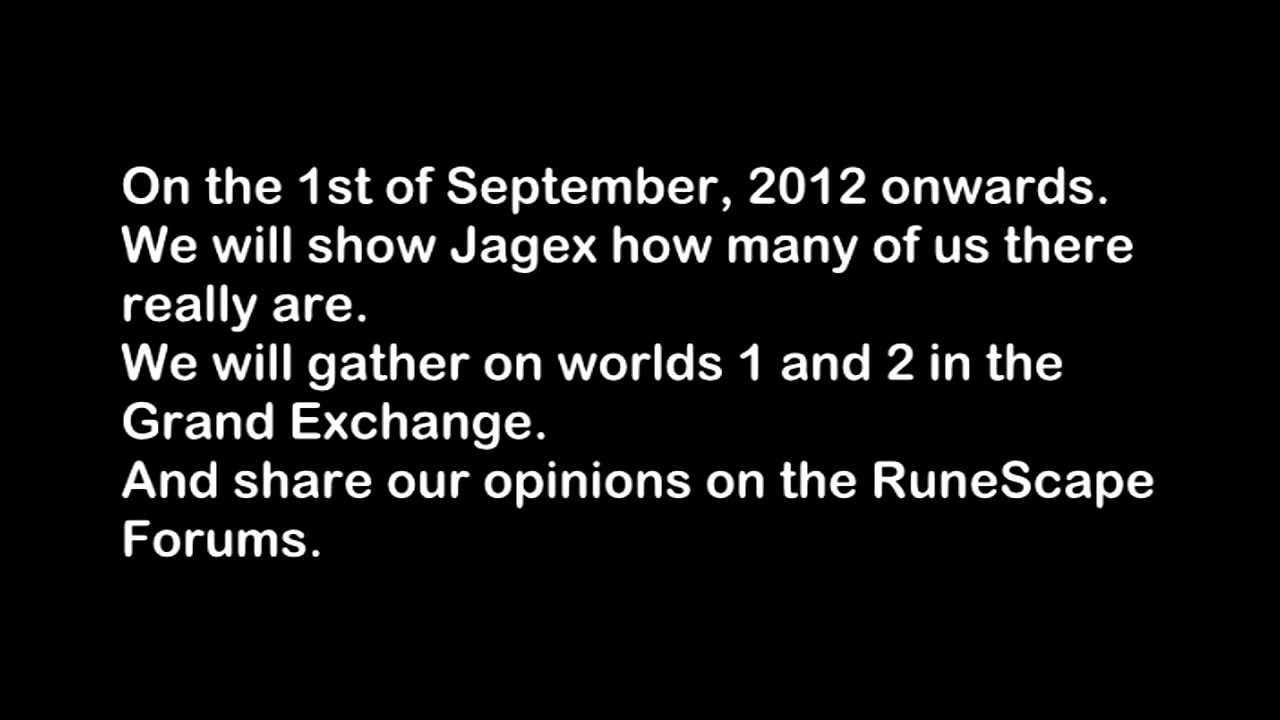 On the 1st of September, 2012 onwards.
We will show Jagex how many of us there
really are.
We will gather on worlds 1 and 2 in the
Grand Exchange.
And share our opinions on the RuneScape
Forums.